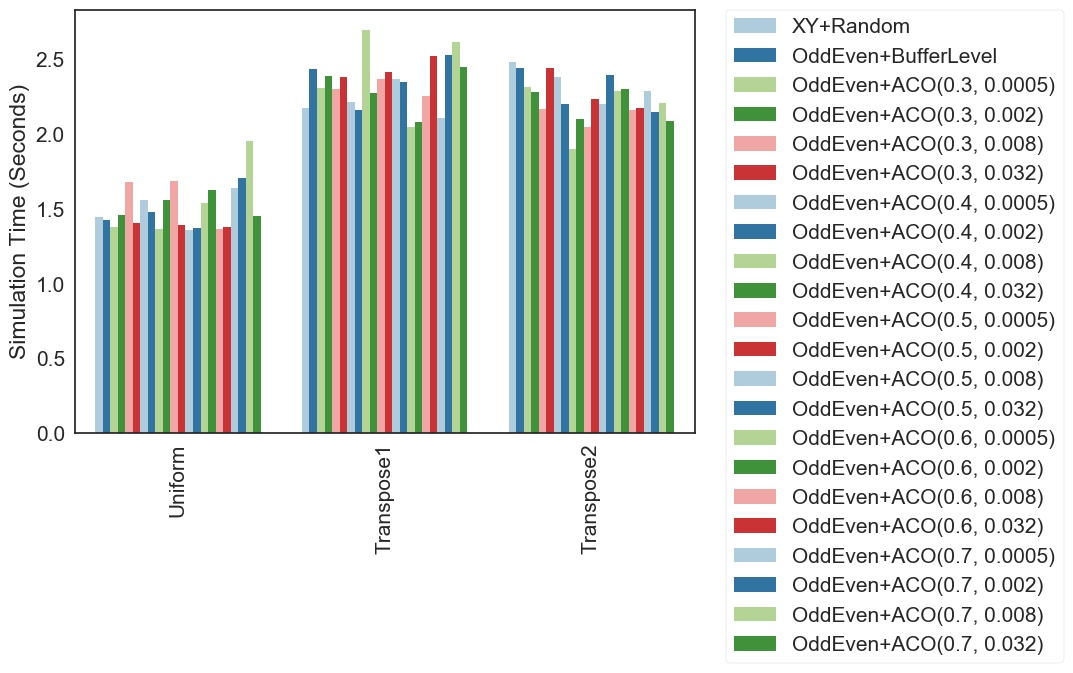 Simulation Time (Seconds)
2.5
2.0
1.5
1.0
0.5
0.0
Uniform
Transpose1
Transpose2
XY+Random
OddEven+BufferLevel
OddEven+ACO(0.3, 0.0005)
OddEven+ACO(0.3, 0.002)
OddEven+ACO(0.3, 0.008)
OddEven+ACO(0.3, 0.032)
OddEven+ACO(0.4, 0.0005)
OddEven+ACO(0.4, 0.002)
OddEven+ACO(0.4, 0.008)
OddEven+ACO(0.4, 0.032)
OddEven+ACO(0.5, 0.0005)
OddEven+ACO(0.5, 0.002)
OddEven+ACO(0.5, 0.008)
OddEven+ACO(0.5, 0.032)
OddEven+ACO(0.6, 0.0005)
OddEven+ACO(0.6, 0.002)
OddEven+ACO(0.6, 0.008)
OddEven+ACO(0.6, 0.032)
OddEven+ACO(0.7, 0.0005)
OddEven+ACO(0.7, 0.002)
OddEven+ACO(0.7, 0.008)
OddEven+ACO(0.7, 0.032)